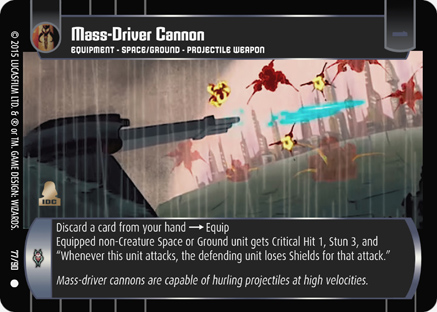 Mass-Driver Cannon
EQUIPMENT - SPACE/GROUND - PROJECTILE WEAPON
© 2015 LUCASFILM LTD. & ® OR TM. GAME DESIGN: WIZARDS.
IDC
77/90
Discard a card from your hand → Equip
Equipped non-Creature Space or Ground unit gets Critical Hit 1, Stun 3, and
“Whenever this unit attacks, the defending unit loses Shields for that attack.”
Mass-driver cannons are capable of hurling projectiles at high velocities.